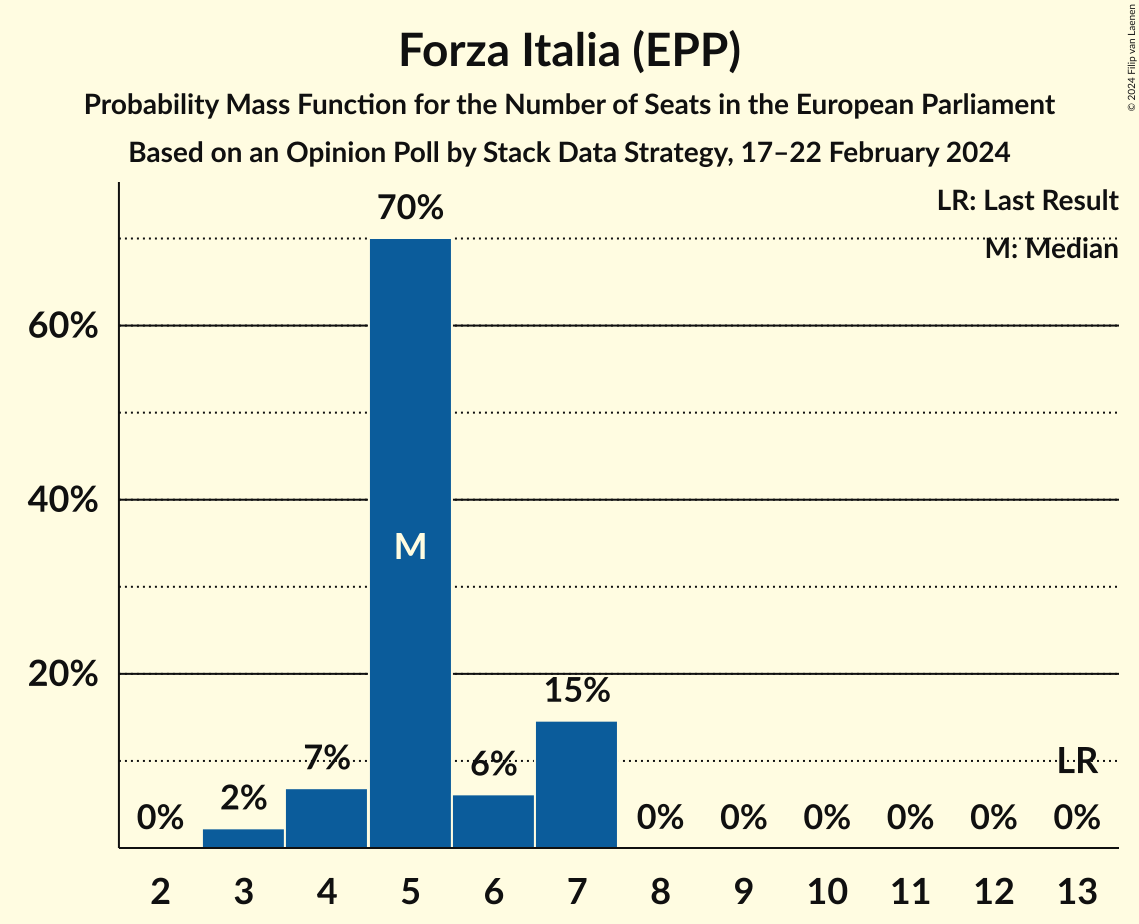 Forza Italia (EPP)
Probability Mass Function for the Number of Seats in the European Parliament
Based on an Opinion Poll by Stack Data Strategy, 17–22 February 2024
© 2024 Filip van Laenen
LR: Last Result
M: Median
60%
40%
20%
0%
2%
7%
70%
M
6%
15%
0%
0%
0%
0%
0%
LR
0%
2 3 4 5 6 7 8 9 10 11 12 13